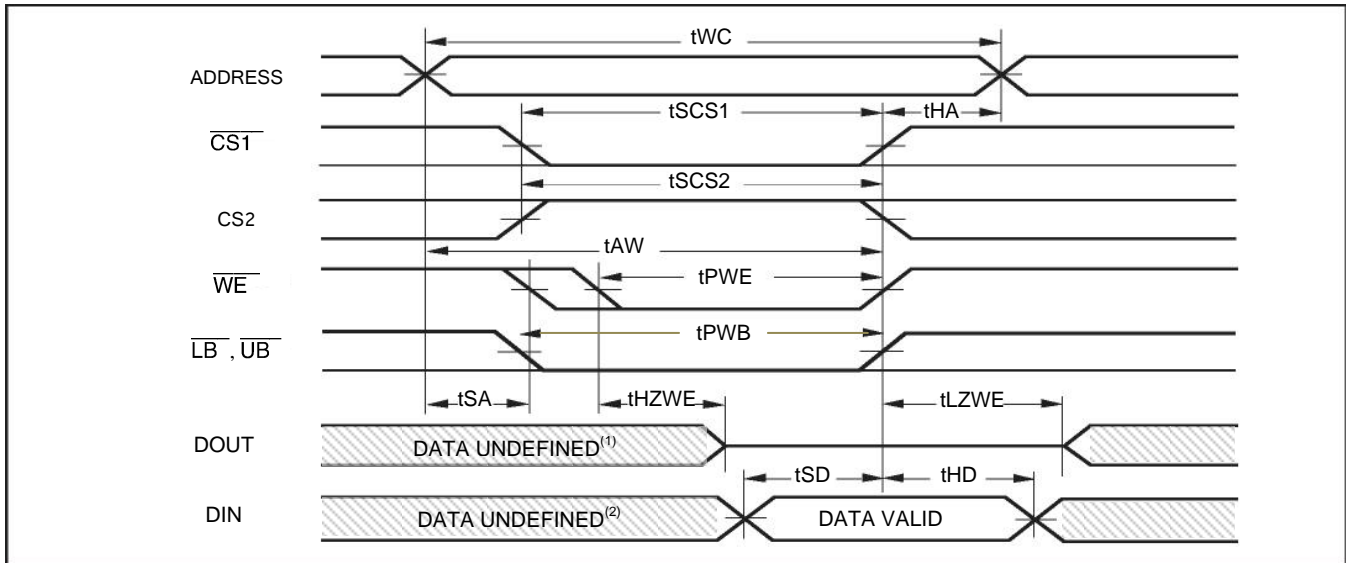 tWC
ADDRESS
tSCS1
tHA
CS1
tSCS2
CS2
tAW
WE
tPWE
LB , UB
tPWB
tSA
tHZWE
tLZWE
DOUT
DATA UNDEFINED(1)
tSD
tHD
DIN
DATA UNDEFINED(2)
DATA VALID